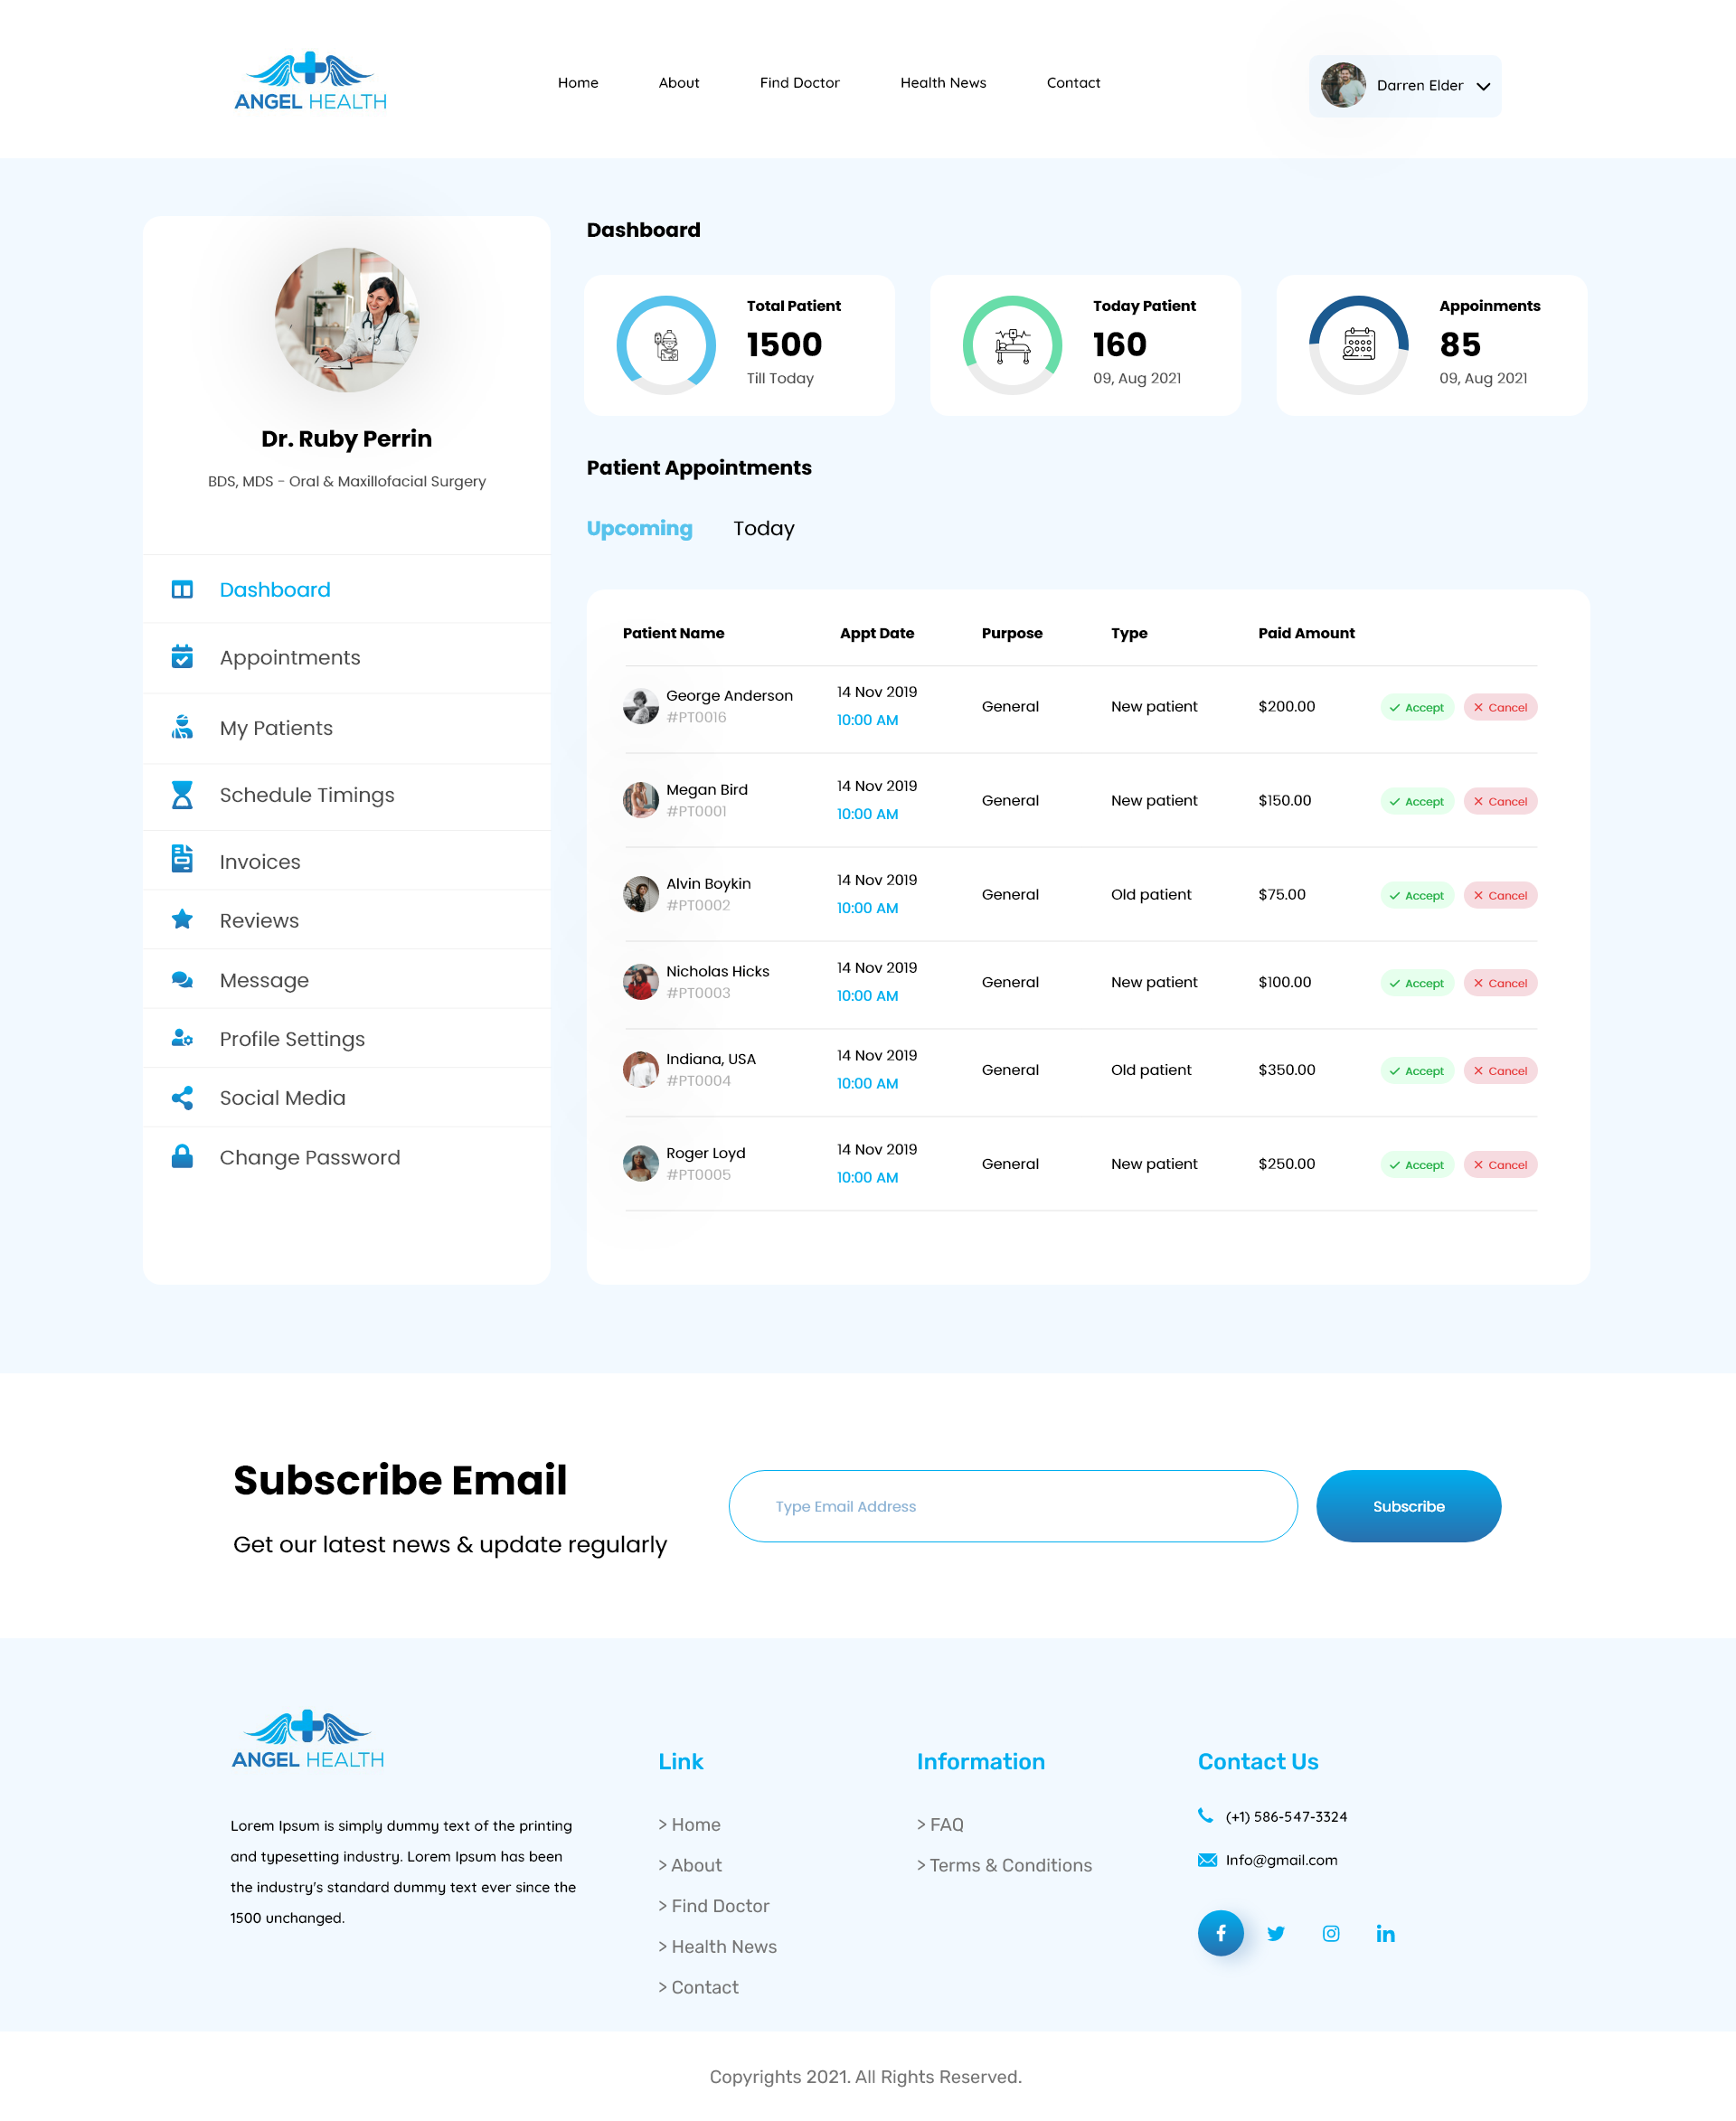 ANGEL HEALTH
Home About Find Doctor Health News Contact
Darren Elder
Dr. Ruby Perrin
BDS, MDS - Oral & Maxillofacial Surgery
Dashboard
Appointments
My Patients
Schedule Timings
Invoices
Reviews
Message
Profile Settings
Social Media
Change Password
Dashboard
Total Patient
1500
Till Today
Today Patient
160
09, Aug 2021
Appoinments
85
09, Aug 2021
Patient Appointments
Upcoming Today
Patient Name Appt Date Purpose Type Paid Amount
George Anderson
#PT0016
14 Nov 2019
10:00 AM
General New patient $200.00 Accept Cancel
Megan Bird
#PT0001
14 Nov 2019
10:00 AM
General New patient $150.00 Accept Cancel
Alvin Boykin
#PT0002
14 Nov 2019
10:00 AM
General Old patient $75.00 Accept Cancel
Nicholas Hicks
#PT0003
14 Nov 2019
10:00 AM
General New patient $100.00 Accept Cancel
Indiana, USA
#PT0004
14 Nov 2019
10:00 AM
General Old patient $350.00 Accept Cancel
Roger Loyd
#PT0005
14 Nov 2019
10:00 AM
General New patient $250.00 Accept Cancel
Subscribe Email
Get our latest news & update regularly
Type Email Address
Subscribe
ANGEL HEALTH
Lorem Ipsum is simply dummy text of the printing
and typesetting industry. Lorem Ipsum has been
the industry's standard dummy text ever since the
1500 unchanged.
Link
> Home
> About
> Find Doctor
> Health News
> Contact
Information
> FAQ
> Terms & Conditions
Contact Us
(+1) 586-547-3324
Info@gmail.com
Copyrights 2021. All Rights Reserved.